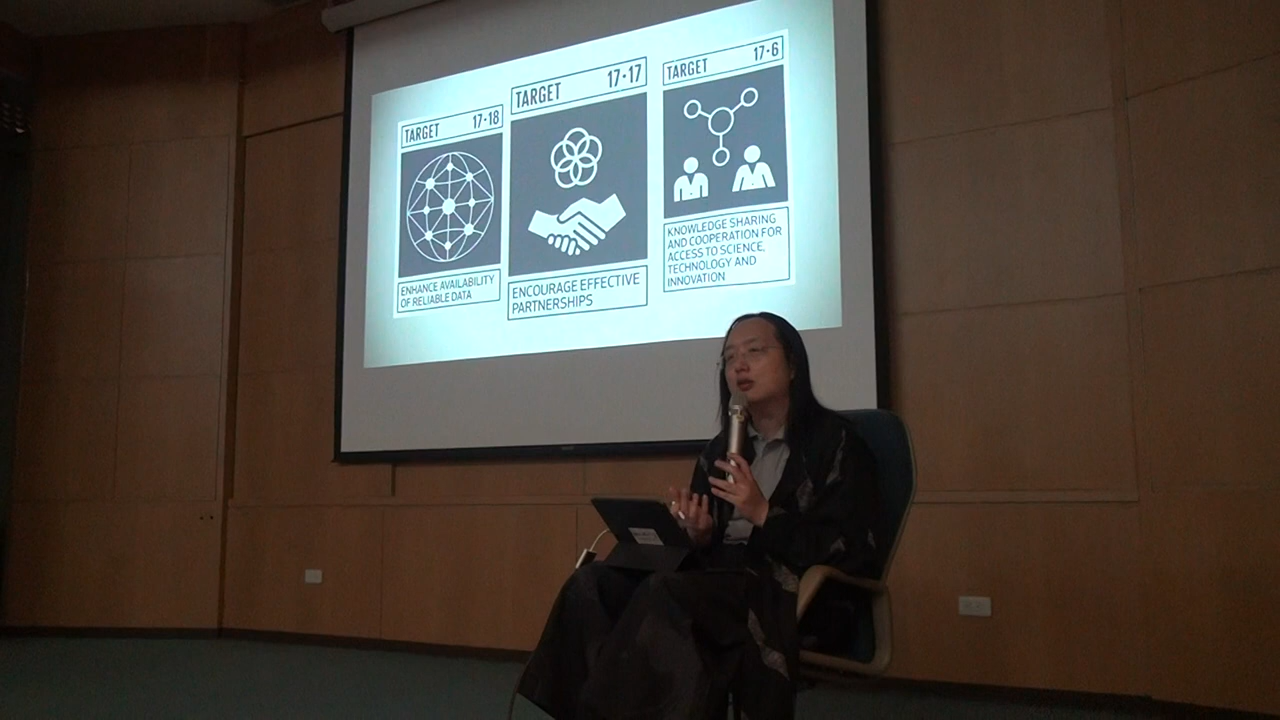 TARGET 17·18
ENHANCE AVAILABILITY
OF RELIABLE DATA
TARGET 17·17
ENCOURAGE EFFECTIVE
PARTNERSHIPS
TARGET 17·6
KNOWLEDGE SHARING
AND COOPERATION FOR
ACCESS TO SCIENCE,
TECHNOLOGY AND
INNOVATION